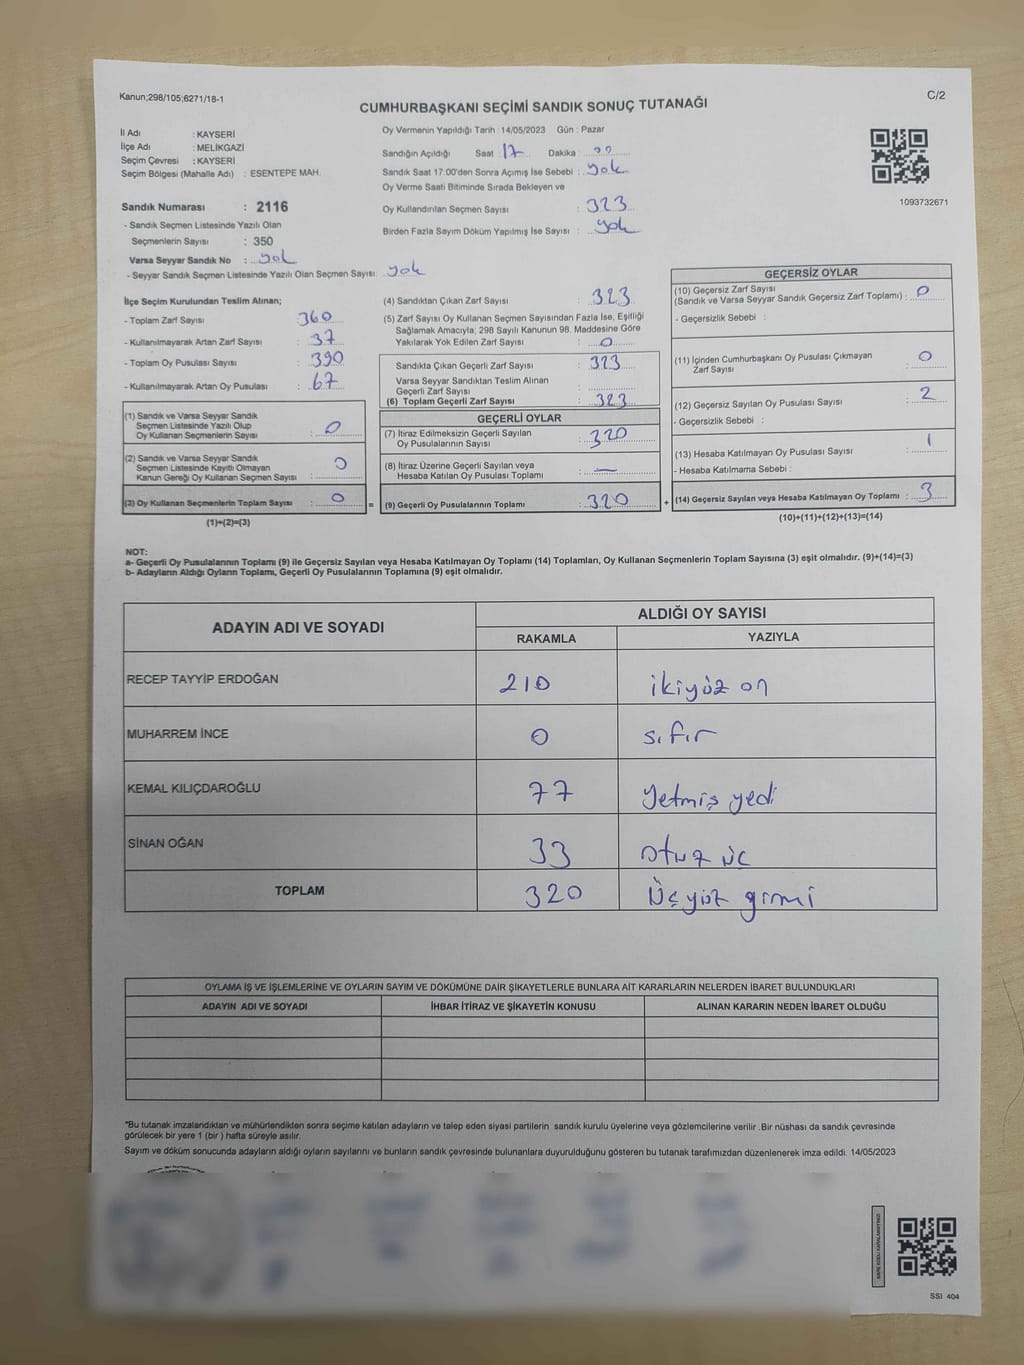 Kanun;298/105;6271/18-1
C/2
CUMHURBAŞKANI SEÇİMİ SANDIK SONUÇ TUTANAĞI
İl Adı : KAYSERİ
İlçe Adı : MELİKGAZİ
Seçim Çevresi : KAYSERİ
Seçim Bölgesi (Mahalle Adı) : ESENTEPE MAH.
Oy Vermenin Yapıldığı Tarih : 14/05/2023 Gün : Pazar
Sandığın Açıldığı Saat : 17 Dakika :
Sandık Saat 17:00'den Sonra Açımış İse Sebebi : yok
Oy Verme Saati Bitiminde Sırada Bekleyen ve
Oy Kullandırılan Seçmen Sayısı : 323
Birden Fazla Sayım Döküm Yapılmış İse Sayısı : yok
1093732671
Sandık Numarası : 2116
- Sandık Seçmen Listesinde Yazılı Olan
Seçmenlerin Sayısı : 350
Varsa Seyyar Sandık No : yok
- Seyyar Sandık Seçmen Listesinde Yazılı Olan Seçmen Sayısı: yok
İlçe Seçim Kurulundan Teslim Alınan;
- Toplam Zarf Sayısı : 360
- Kullanılmayarak Artan Zarf Sayısı : 37
- Toplam Oy Pusulası Sayısı : 390
- Kullanılmayarak Artan Oy Pusulası : 67
(1) Sandık ve Varsa Seyyar Sandık
Seçmen Listesinde Yazılı Olup
Oy Kullanan Seçmenlerin Sayısı : 0
(2) Sandık ve Varsa Seyyar Sandık
Seçmen Listesinde Kayıtlı Olmayan
Kanun Gereği Oy Kullanan Seçmen Sayısı : 0
(3) Oy Kullanan Seçmenlerin Toplam Sayısı : 0
(1)+(2)=(3)
(4) Sandıktan Çıkan Zarf Sayısı : 323
(5) Zarf Sayısı Oy Kullanan Seçmen Sayısından Fazla İse, Eşitliği
Sağlamak Amacıyla; 298 Sayılı Kanunun 98. Maddesine Göre
Yakılarak Yok Edilen Zarf Sayısı : 0
Sandıkta Çıkan Geçerli Zarf Sayısı : 323
Varsa Seyyar Sandıktan Teslim Alınan
Geçerli Zarf Sayısı :
(6) Toplam Geçerli Zarf Sayısı : 323
GEÇERLİ OYLAR
(7) İtiraz Edilmeksizin Geçerli Sayılan
Oy Pusulalarının Sayısı : 320
(8) İtiraz Üzerine Geçerli Sayılan veya
Hesaba Katılan Oy Pusulası Toplamı : —
= (9) Geçerli Oy Pusulalarının Toplamı : 320 +
GEÇERSİZ OYLAR
(10) Geçersiz Zarf Sayısı
(Sandık ve Varsa Seyyar Sandık Geçersiz Zarf Toplamı) : 0
- Geçersizlik Sebebi :
(11) İçinden Cumhurbaşkanı Oy Pusulası Çıkmayan
Zarf Sayısı : 0
(12) Geçersiz Sayılan Oy Pusulası Sayısı : 2
- Geçersizlik Sebebi :
(13) Hesaba Katılmayan Oy Pusulası Sayısı : 1
- Hesaba Katılmama Sebebi :
(14) Geçersiz Sayılan veya Hesaba Katılmayan Oy Toplamı : 3
(10)+(11)+(12)+(13)=(14)
NOT:
a- Geçerli Oy Pusulalarının Toplamı (9) ile Geçersiz Sayılan veya Hesaba Katılmayan Oy Toplamı (14) Toplamları, Oy Kullanan Seçmenlerin Toplam Sayısına (3) eşit olmalıdır. (9)+(14)=(3)
b- Adayların Aldığı Oyların Toplamı, Geçerli Oy Pusulalarının Toplamına (9) eşit olmalıdır.
ADAYIN ADI VE SOYADI
ALDIĞI OY SAYISI
RAKAMLA YAZIYLA
RECEP TAYYİP ERDOĞAN 210 ikiyüz on
MUHARREM İNCE 0 sıfır
KEMAL KILIÇDAROĞLU 77 Yetmiş yedi
SİNAN OĞAN 33 otuz üç
TOPLAM 320 Üçyüz yirmi
OYLAMA İŞ VE İŞLEMLERİNE VE OYLARIN SAYIM VE DÖKÜMÜNE DAİR ŞİKAYETLERLE BUNLARA AİT KARARLARIN NELERDEN İBARET BULUNDUKLARI
ADAYIN ADI VE SOYADI İHBAR İTİRAZ VE ŞİKAYETİN KONUSU ALINAN KARARIN NEDEN İBARET OLDUĞU
*Bu tutanak imzalandıktan ve mühürlendikten sonra seçime katılan adayların ve talep eden siyasi partilerin sandık kurulu üyelerine veya gözlemcilerine verilir .Bir nüshası da sandık çevresinde
görülecek bir yere 1 (bir ) hafta süreyle asılır.
Sayım ve döküm sonucunda adayların aldığı oyların sayılarını ve bunların sandık çevresinde bulunanlara duyurulduğunu gösteren bu tutanak tarafımızdan düzenlenerek imza edildi. 14/05/2023
SSI 404